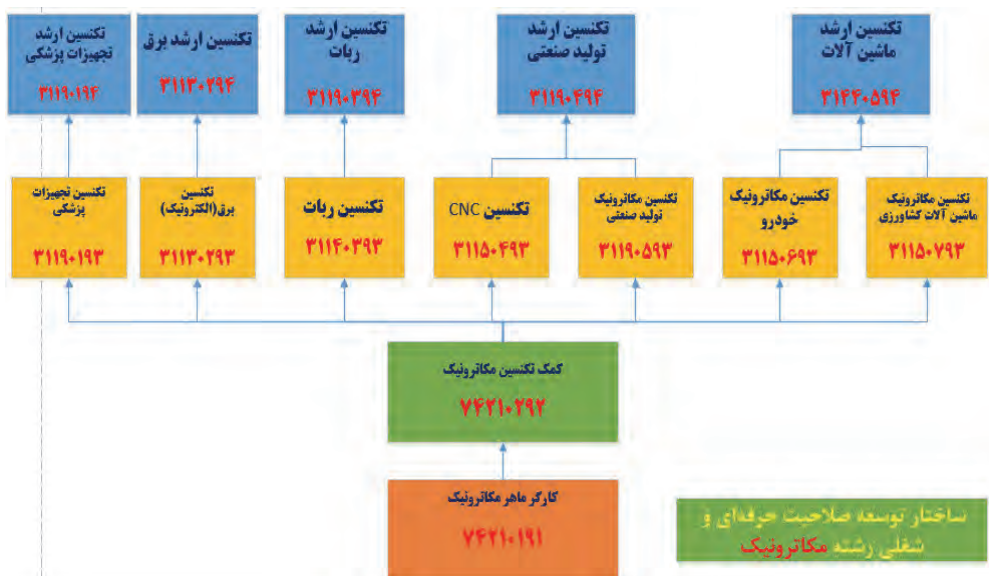 تکنسین ارشد
ماشین آلات
۳۱۴۴۰۵۹۴
تکنسین ارشد
تولید صنعتی
۳۱۱۹۰۴۹۴
تکنسین ارشد
ربات
۳۱۱۹۰۳۹۴
تکنسین ارشد برق
۳۱۱۳۰۲۹۴
تکنسین ارشد
تجهیزات پزشکی
۳۱۱۹۰۱۹۴
تکنسین مکاترونیک
ماشین آلات کشاورزی
۳۱۱۵۰۷۹۳
تکنسین مکاترونیک
خودرو
۳۱۱۵۰۶۹۳
تکنسین مکاترونیک
تولید صنعتی
۳۱۱۹۰۵۹۳
تکنسین CNC
۳۱۱۵۰۴۹۳
تکنسین ربات
۳۱۱۴۰۳۹۳
تکنسین
برق(الکترونیک)
۳۱۱۳۰۲۹۳
تکنسین تجهیزات
پزشکی
۳۱۱۹۰۱۹۳
کمک تکنسین مکاترونیک
۷۴۲۱۰۲۹۲
کارگر ماهر مکاترونیک
۷۴۲۱۰۱۹۱
ساختار توسعه صلاحیت حرفه‌ای و
شغلی رشته مکاترونیک